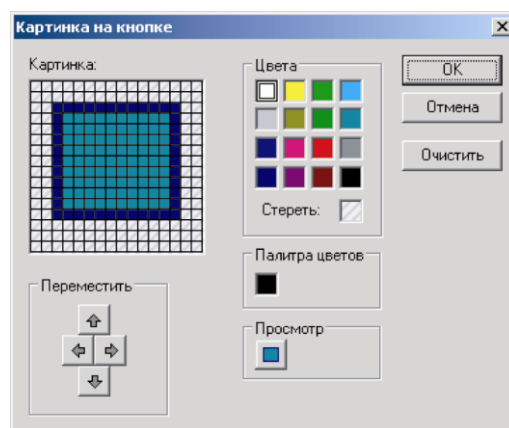 Картинка на кнопке
Картинка:
Цвета
OK
Отмена
Очистить
Стереть:
Палитра цветов
Переместить
Просмотр